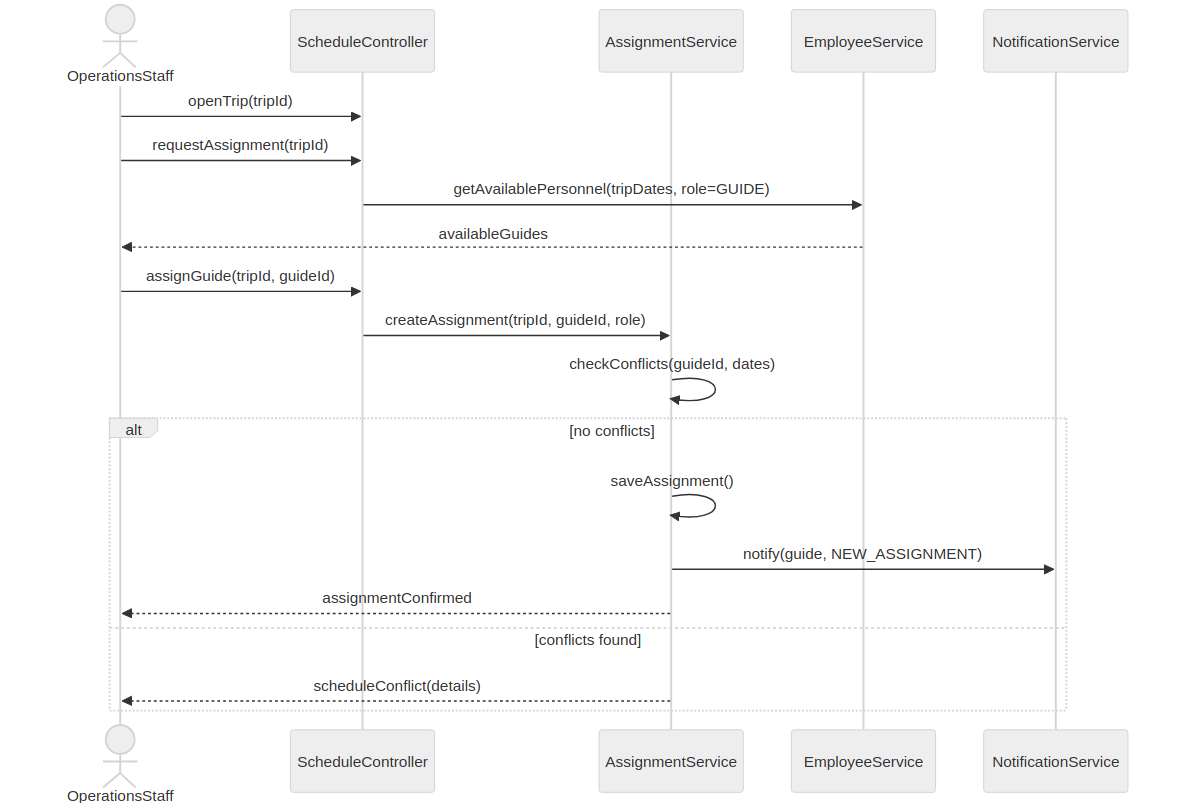 ScheduleController
AssignmentService
EmployeeService
NotificationService
OperationsStaff
openTrip(tripId)
requestAssignment(tripId)
getAvailablePersonnel(tripDates, role=GUIDE)
availableGuides
assignGuide(tripId, guideId)
createAssignment(tripId, guideId, role)
checkConflicts(guideId, dates)
alt
[no conflicts]
saveAssignment()
notify(guide, NEW_ASSIGNMENT)
assignmentConfirmed
[conflicts found]
scheduleConflict(details)
ScheduleController
AssignmentService
EmployeeService
NotificationService
OperationsStaff